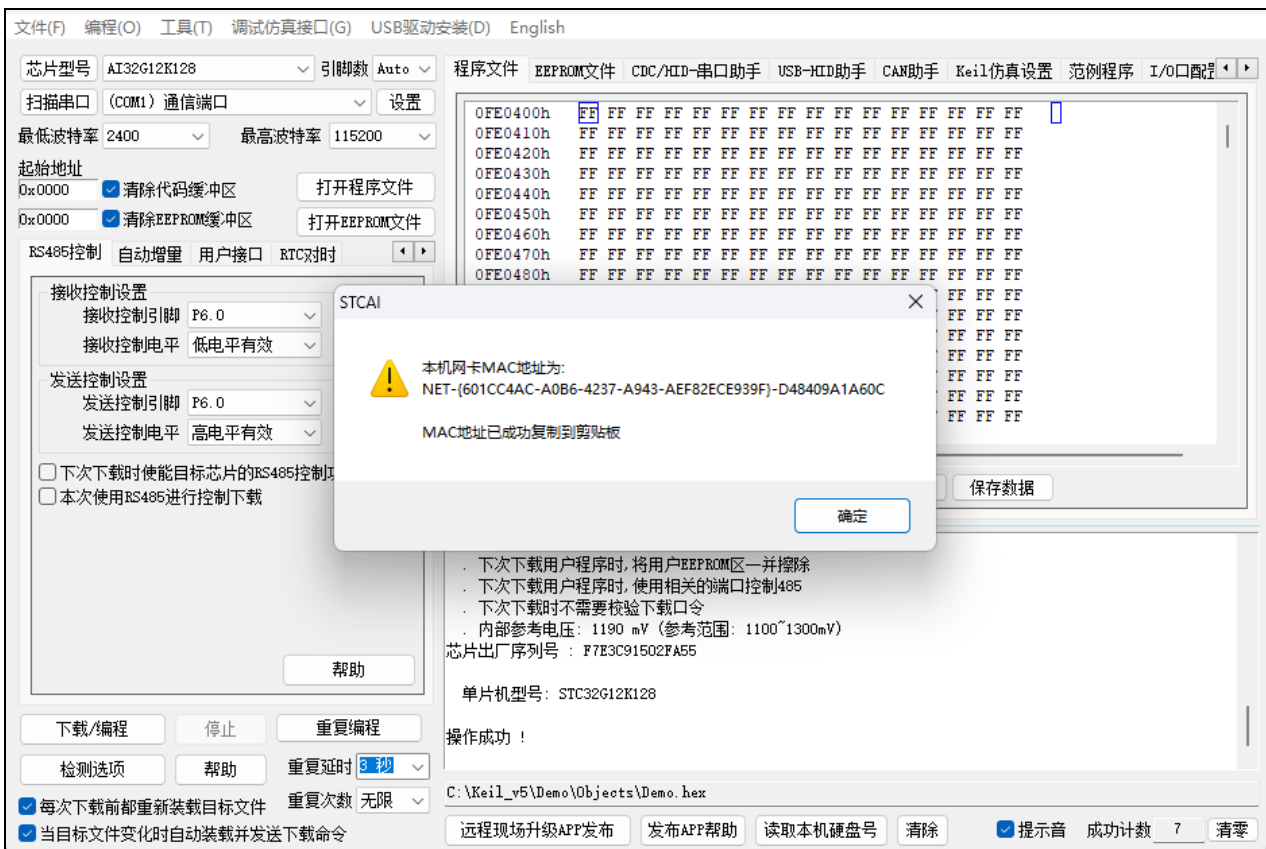 文件(F) 编程(O) 工具(T) 调试仿真接口(G) USB驱动安装(D) English
芯片型号 AI32G12K128 引脚数 Auto
扫描串口 (COM1) 通信端口 设置
最低波特率 2400 最高波特率 115200
起始地址
0x0000 清除代码缓冲区 打开程序文件
0x0000 清除EEPROM缓冲区 打开EEPROM文件
RS485控制 自动增量 用户接口 RTC对时
接收控制设置
接收控制引脚 P6.0
接收控制电平 低电平有效
发送控制设置
发送控制引脚 P6.0
发送控制电平 高电平有效
下次下载时使能目标芯片的RS485控制
本次使用RS485进行控制下载
帮助
下载/编程 停止 重复编程
检测选项 帮助 重复延时 3 秒
每次下载前都重新装载目标文件 重复次数 无限
当目标文件变化时自动装载并发送下载命令
程序文件 EEPROM文件 CDC/HID-串口助手 USB-HID助手 CAN助手 Keil仿真设置 范例程序 I/O口配
0FE0400h FF FF FF FF FF FF FF FF FF FF FF FF FF FF FF FF
0FE0410h FF FF FF FF FF FF FF FF FF FF FF FF FF FF FF FF
0FE0420h FF FF FF FF FF FF FF FF FF FF FF FF FF FF FF FF
0FE0430h FF FF FF FF FF FF FF FF FF FF FF FF FF FF FF FF
0FE0440h FF FF FF FF FF FF FF FF FF FF FF FF FF FF FF FF
0FE0450h FF FF FF FF FF FF FF FF FF FF FF FF FF FF FF FF
0FE0460h FF FF FF FF FF FF FF FF FF FF FF FF FF FF FF FF
0FE0470h FF FF FF FF FF FF FF FF FF FF FF FF FF FF FF FF
0FE0480h FF FF FF FF FF FF FF FF FF FF FF FF FF FF FF FF
FF FF FF
FF FF FF
FF FF FF
FF FF FF
FF FF FF
FF FF FF
FF FF FF
保存数据
STCAI
本机网卡MAC地址为:
NET-{601CC4AC-A0B6-4237-A943-AEF82ECE939F}-D48409A1A60C
MAC地址已成功复制到剪贴板
确定
. 下次下载用户程序时,将用户EEPROM区一并擦除
. 下次下载用户程序时,使用相关的端口控制485
. 下次下载时不需要校验下载口令
. 内部参考电压: 1190 mV (参考范围: 1100~1300mV)
芯片出厂序列号 : F7E3C91502FA55
单片机型号: STC32G12K128
操作成功 !
C:\Keil_v5\Demo\Objects\Demo.hex
远程现场升级APP发布 发布APP帮助 读取本机硬盘号 清除 提示音 成功计数 7 清零